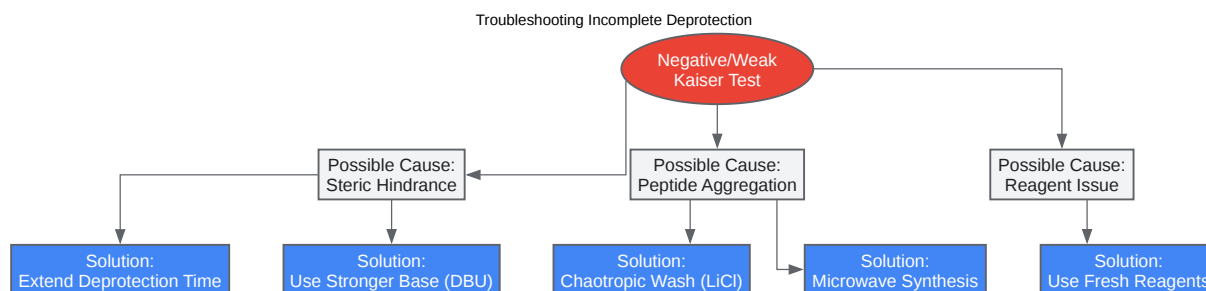 Troubleshooting Incomplete Deprotection
Negative/Weak
Kaiser Test
Possible Cause:
Steric Hindrance
Possible Cause:
Peptide Aggregation
Possible Cause:
Reagent Issue
Solution:
Extend Deprotection Time
Solution:
Use Stronger Base (DBU)
Solution:
Chaotropic Wash (LiCl)
Solution:
Microwave Synthesis
Solution:
Use Fresh Reagents